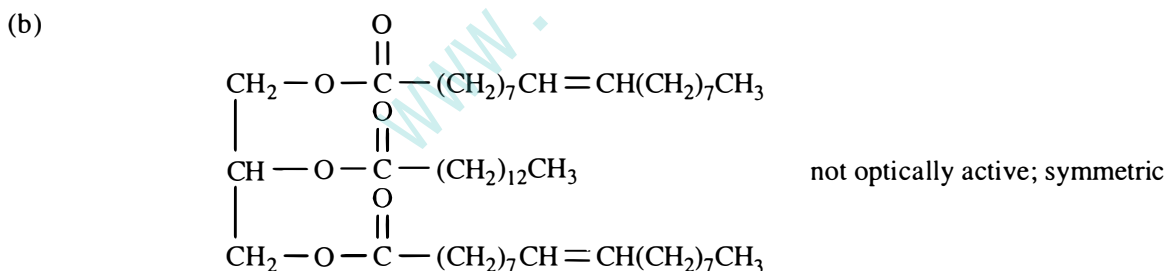 (b)
O
CH₂—O—C—(CH₂)₇CH=CH(CH₂)₇CH₃
O
CH—O—C—(CH₂)₁₂CH₃ not optically active; symmetric
O
CH₂—O—C—(CH₂)₇CH=CH(CH₂)₇CH₃
www.